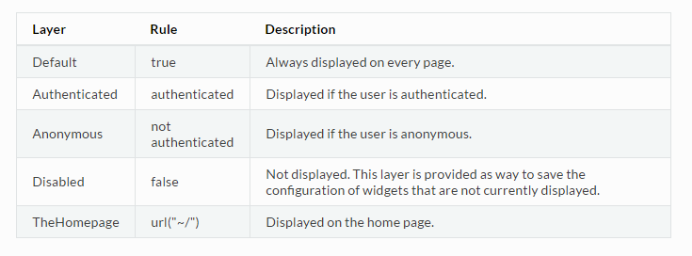 Layer Rule Description
Default true Always displayed on every page.
Authenticated authenticated Displayed if the user is authenticated.
Anonymous not authenticated Displayed if the user is anonymous.
Disabled false Not displayed. This layer is provided as way to save the
configuration of widgets that are not currently displayed.
TheHomepage url("~/") Displayed on the home page.